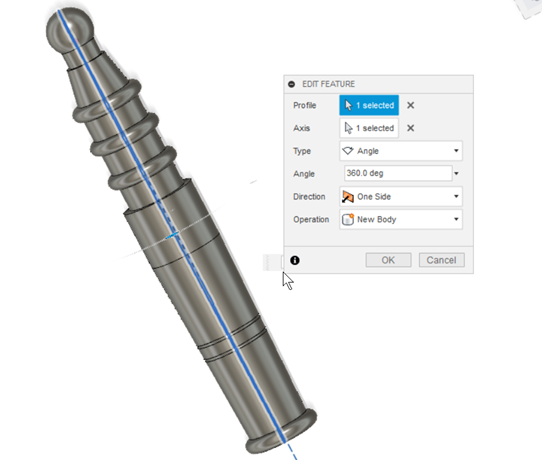 EDIT FEATURE
Profile 1 selected
Axis 1 selected
Type Angle
Angle 360.0 deg
Direction One Side
Operation New Body
OK Cancel